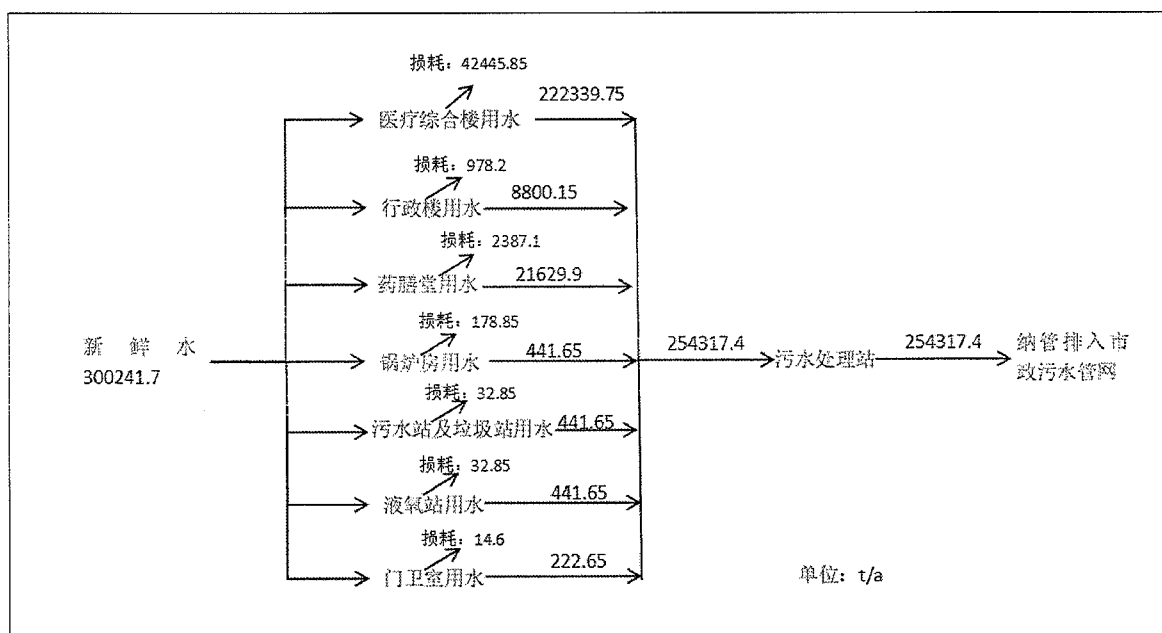 损耗：42445.85
222339.75
医疗综合楼用水
损耗：978.2
8800.15
行政楼用水
损耗：2387.1
21629.9
药膳堂用水
新鲜水
300241.7
损耗：178.85
441.65
锅炉房用水
254317.4
污水处理站
254317.4
纳管排入市
政污水管网
损耗：32.85
污水站及垃圾站用水
441.65
损耗：32.85
液氧站用水
441.65
损耗：14.6
门卫室用水
222.65
单位：t/a